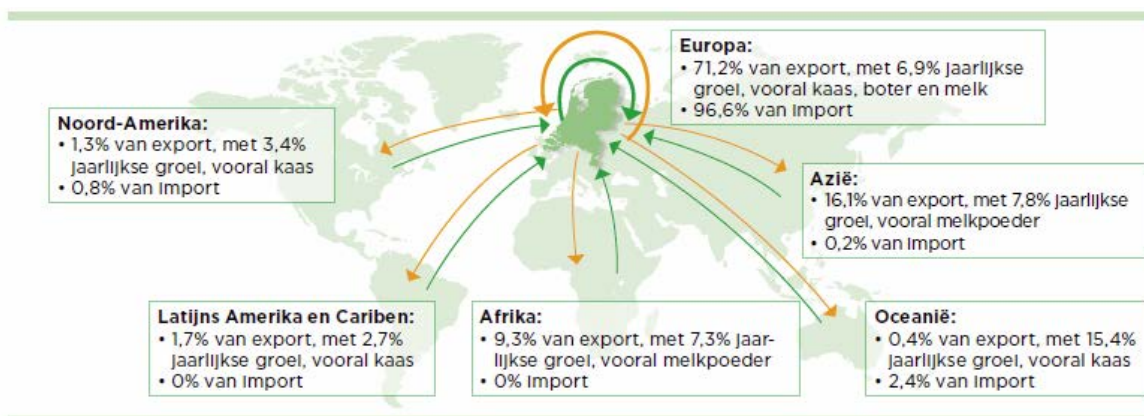 Europa:
• 71,2% van export, met 6,9% jaarlijkse
groei, vooral kaas, boter en melk
• 96,6% van import
Noord-Amerika:
• 1,3% van export, met 3,4%
jaarlijkse groei, vooral kaas
• 0,8% van import
Azië:
• 16,1% van export, met 7,8% jaarlijkse
groei, vooral melkpoeder
• 0,2% van import
Latijns Amerika en Cariben:
• 1,7% van export, met 2,7%
jaarlijkse groei, vooral kaas
• 0% van import
Afrika:
• 9,3% van export, met 7,3% jaar-
lijkse groei, vooral melkpoeder
• 0% import
Oceanië:
• 0,4% van export, met 15,4%
jaarlijkse groei, vooral kaas
• 2,4% van import